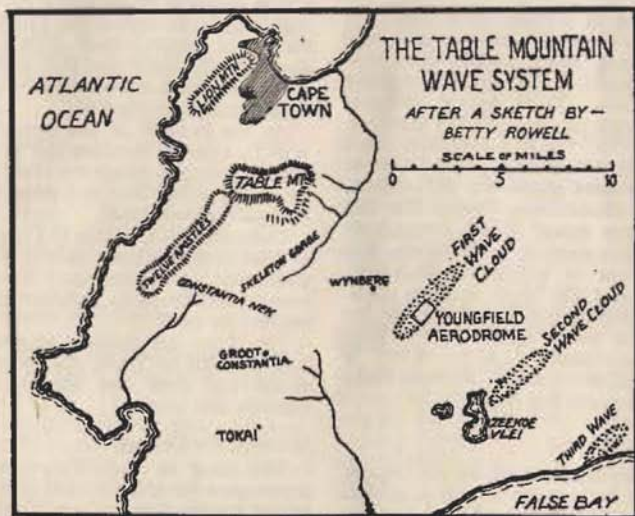 THE TABLE MOUNTAIN
WAVE SYSTEM
AFTER A SKETCH BY—
BETTY ROWELL
SCALE OF MILES
0 5 10
ATLANTIC
OCEAN
LION MTN
CAPE
TOWN
TABLE MT.
TWELVE APOSTLES
SKELETON GORGE
CONSTANTIA NEK
WYNBERG
FIRST
WAVE
CLOUD
YOUNGFIELD
AERODROME
SECOND
WAVE CLOUD
GROOT
CONSTANTIA
ZEEKOE
VLEI
TOKAI
THIRD WAVE
FALSE BAY